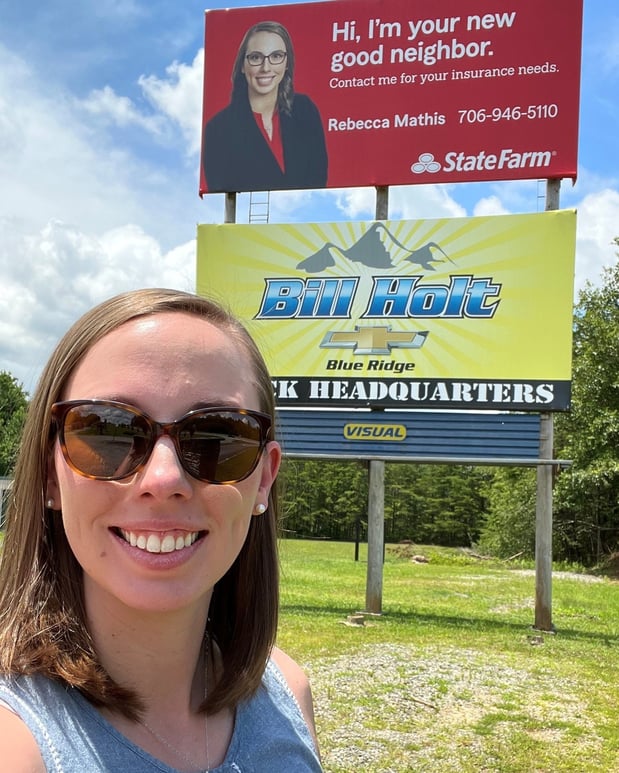 Hi, I'm your new
good neighbor.
Contact me for your insurance needs.
Rebecca Mathis 706-946-5110
StateFarm®
Bill Holt
Blue Ridge
HEADQUARTERS
VISUAL